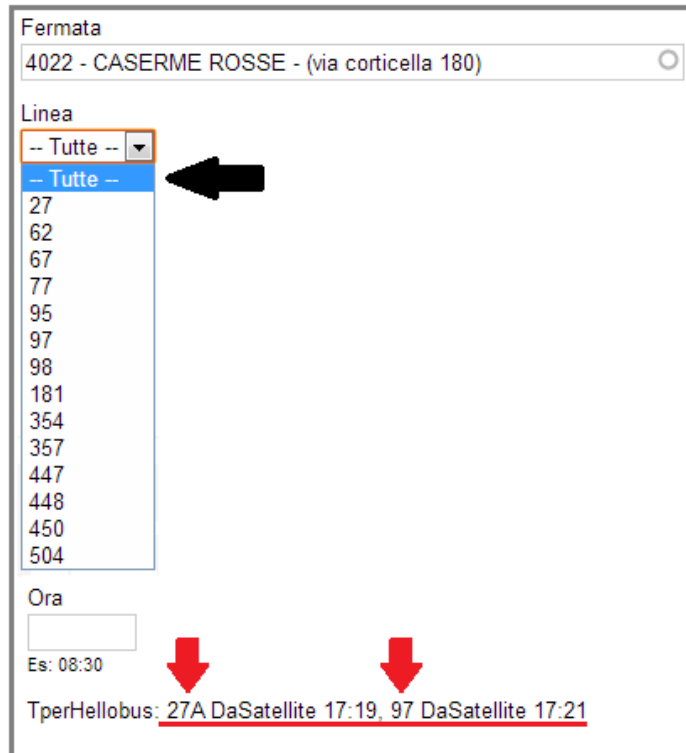 Fermata
4022 - CASERME ROSSE - (via corticella 180)
Linea
-- Tutte --
-- Tutte --
27
62
67
77
95
97
98
181
354
357
447
448
450
504
Ora
Es: 08:30
TperHellobus: 27A DaSatellite 17:19, 97 DaSatellite 17:21